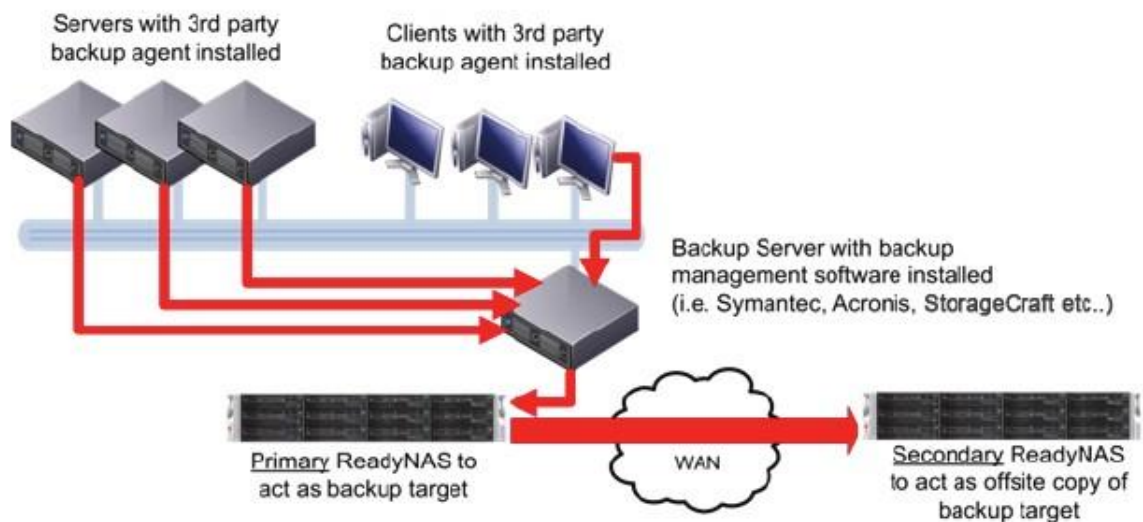 Servers with 3rd party
backup agent installed
Clients with 3rd party
backup agent installed
Backup Server with backup
management software installed
(i.e. Symantec, Acronis, StorageCraft etc..)
Primary ReadyNAS to
act as backup target
WAN
Secondary ReadyNAS
to act as offsite copy of
backup target